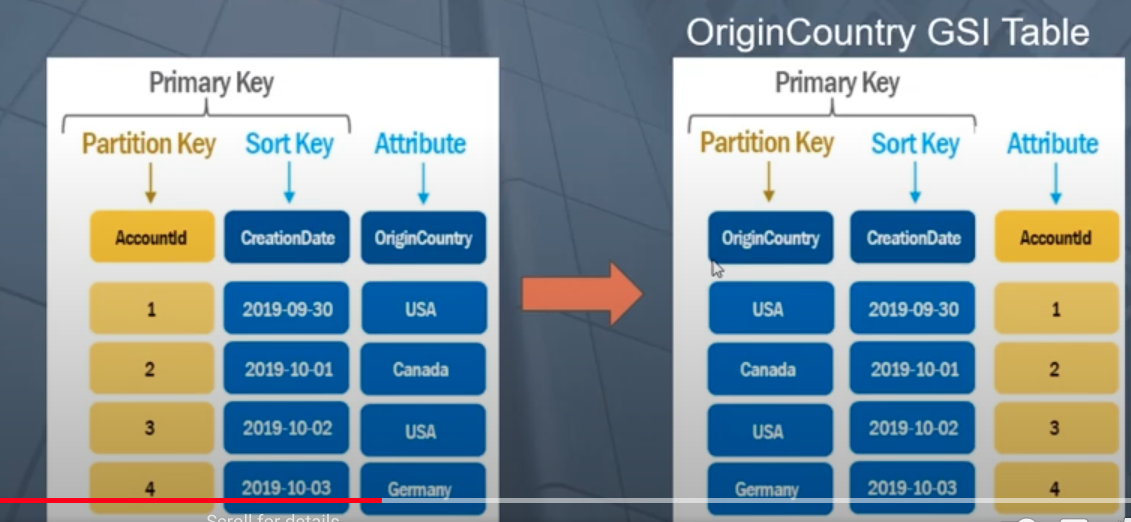 OriginCountry GSI Table
Primary Key
Partition Key Sort Key Attribute
AccountId CreationDate OriginCountry
1 2019-09-30 USA
2 2019-10-01 Canada
3 2019-10-02 USA
4 2019-10-03 Germany
Primary Key
Partition Key Sort Key Attribute
OriginCountry CreationDate AccountId
USA 2019-09-30 1
Canada 2019-10-01 2
USA 2019-10-02 3
Germany 2019-10-03 4
Scroll for details